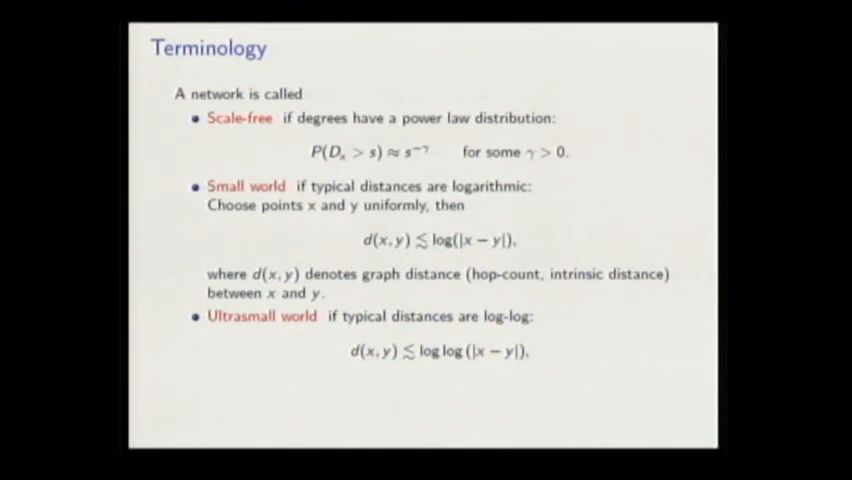 Terminology
A network is called
• Scale-free if degrees have a power law distribution:
P(Dₓ > s) ≈ s^{−γ} for some γ > 0.
• Small world if typical distances are logarithmic:
Choose points x and y uniformly, then
d(x, y) ≲ log(|x − y|),
where d(x, y) denotes graph distance (hop-count, intrinsic distance)
between x and y.
• Ultrasmall world if typical distances are log-log:
d(x, y) ≲ log log (|x − y|),